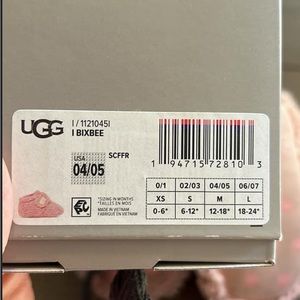 UGG
I / 1121045I
I BIXBEE
SCFFR
USA
04/05
*SIZING IN MONTHS
*TAILLES EN MOIS
MADE IN VIETNAM
FABRIQUÉ EN VIETNAM
1 94715 72810 3
0/1 02/03 04/05 06/07
XS S M L
0-6* 6-12* 12-18* 18-24*